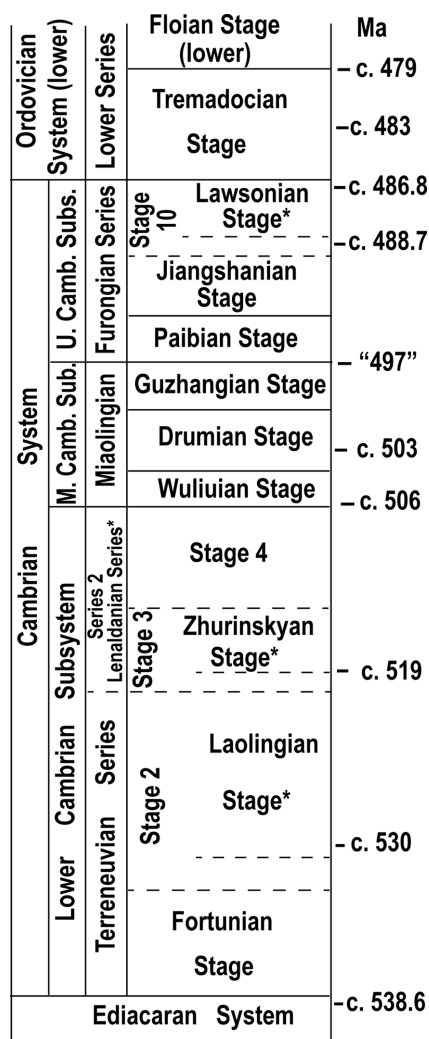 Floian Stage
(lower)
Ma
c. 479
Ordovician
System (lower)
Lower Series
Tremadocian
Stage
c. 483
c. 486.8
System
Cambrian
U. Camb. Subs.
Furongian Series
Stage
10
Lawsonian
Stage*
c. 488.7
Jiangshanian
Stage
Paibian Stage
“497”
M. Camb. Sub.
Miaolingian
Guzhangian Stage
Drumian Stage
c. 503
Wuliuian Stage
c. 506
Lower Cambrian Subsystem
Series 2
Lenaldanian Series*
Stage 4
Stage 3
Zhurinskyan
Stage*
c. 519
Terreneuvian Series
Stage 2
Laolingian
Stage*
c. 530
Fortunian
Stage
c. 538.6
Ediacaran System